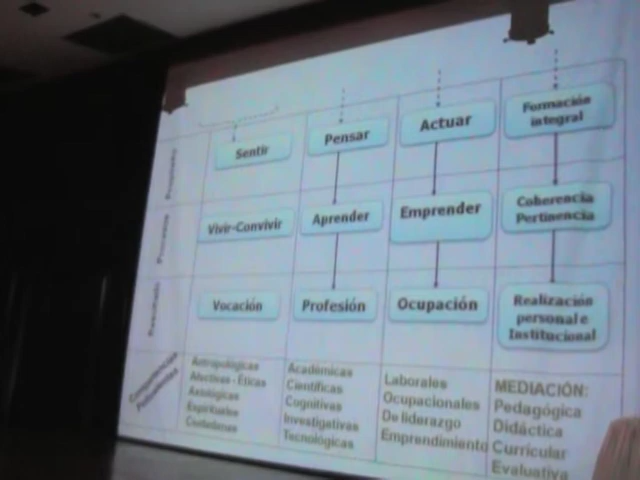 Sentir
Pensar
Actuar
Formación
integral
Vivir-Convivir
Aprender
Emprender
Coherencia
Pertinencia
Vocación
Profesión
Ocupación
Realización
personal e
Institucional
Antropológicas
Afectivas - Éticas
Axiológicas
Espirituales
Ciudadanas
Académicas
Científicas
Cognitivas
Investigativas
Tecnológicas
Laborales
Ocupacionales
De liderazgo
Emprendimiento
MEDIACIÓN:
Pedagógica
Didáctica
Curricular
Evaluativa